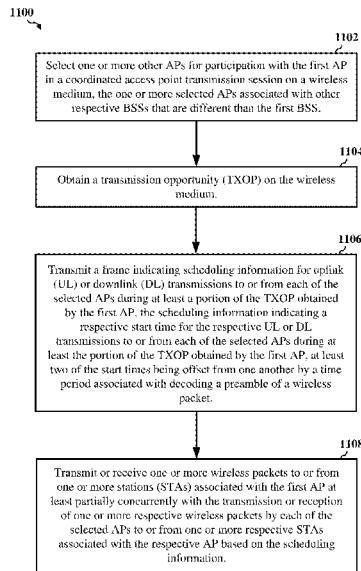 1100
1102
Select one or more other APs for participation with the first AP
in a coordinated access point transmission session on a wireless
medium, the one or more selected APs associated with other
respective BSSs that are different than the first BSS.
1104
Obtain a transmission opportunity (TXOP) on the wireless
medium.
1106
Transmit a frame indicating scheduling information for uplink
(UL) or downlink (DL) transmissions to or from each of the
selected APs during at least a portion of the TXOP obtained
by the first AP, the scheduling information indicating a
respective start time for the respective UL or DL
transmissions to or from each of the selected APs during at
least the portion of the TXOP obtained by the first AP, at least
two of the start times being offset from one another by a time
period associated with decoding a preamble of a wireless
packet.
1108
Transmit or receive one or more wireless packets to or from
one or more stations (STAs) associated with the first AP at
least partially concurrently with the transmission or reception
of one or more respective wireless packets by each of the
selected APs to or from one or more respective STAs
associated with the respective AP based on the scheduling
information.